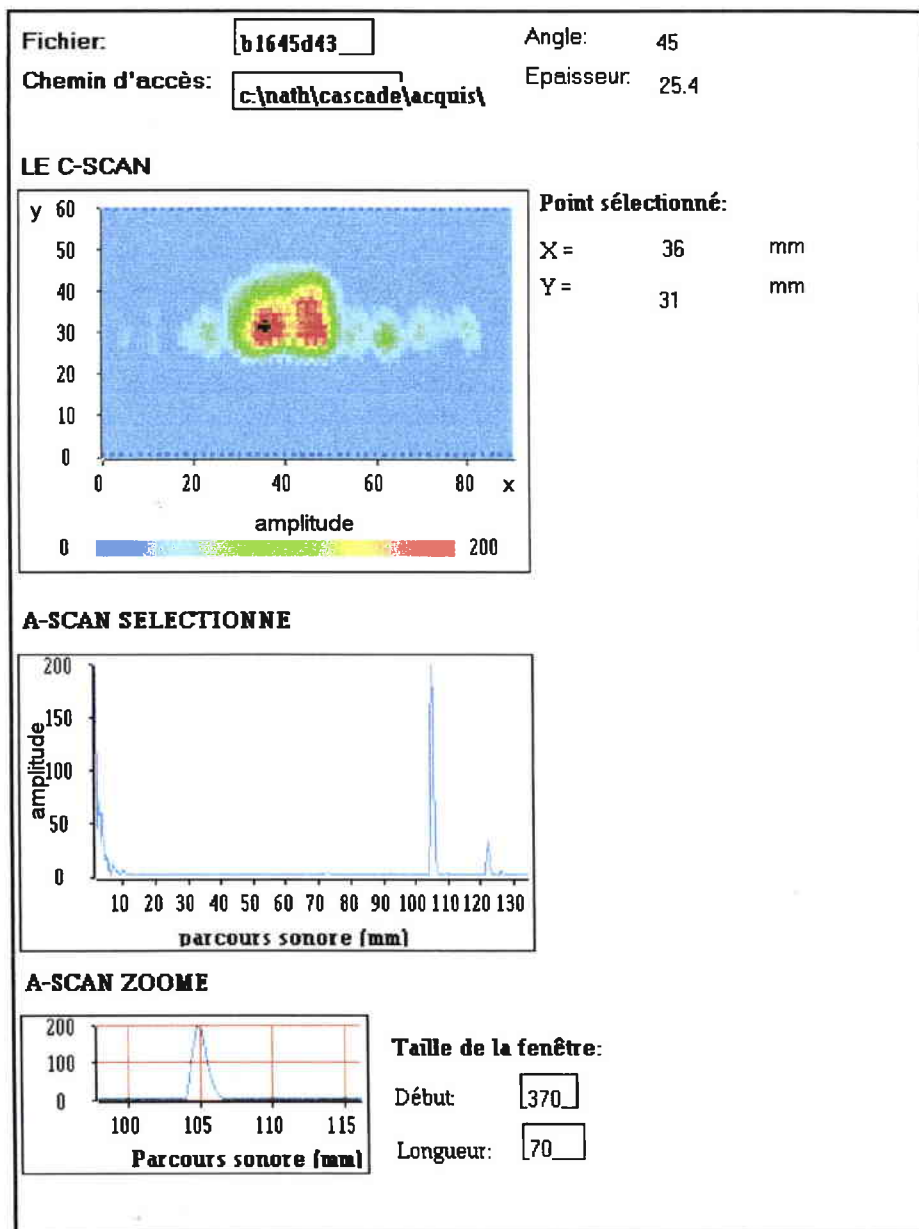 Fichier: b1645d43 Angle: 45
Chemin d'accès: c:\nath\cascade\acquis\ Epaisseur: 25.4
LE C-SCAN
Point sélectionné:
X = 36 mm
Y = 31 mm
y 60
50
40
30
20
10
0
0 20 40 60 80 x
amplitude
0 200
A-SCAN SELECTIONNE
200
150
100
50
0
amplitude
10 20 30 40 50 60 70 80 90 100 110 120 130
parcours sonore (mm)
A-SCAN ZOOME
200
100
0
100 105 110 115
Parcours sonore (mm)
Taille de la fenêtre:
Début: 370
Longueur: 70